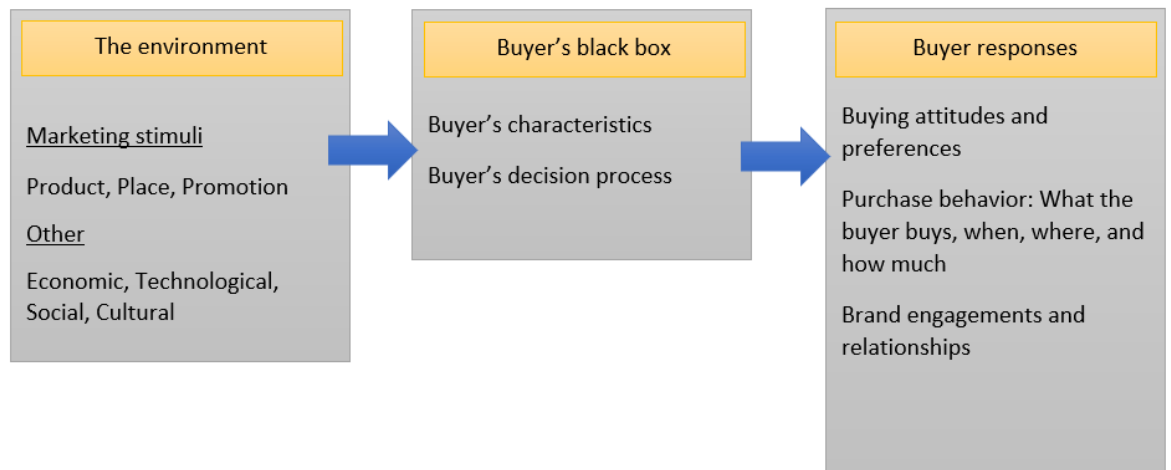 The environment
Marketing stimuli
Product, Place, Promotion
Other
Economic, Technological,
Social, Cultural
Buyer’s black box
Buyer’s characteristics
Buyer’s decision process
Buyer responses
Buying attitudes and
preferences
Purchase behavior: What the
buyer buys, when, where, and
how much
Brand engagements and
relationships